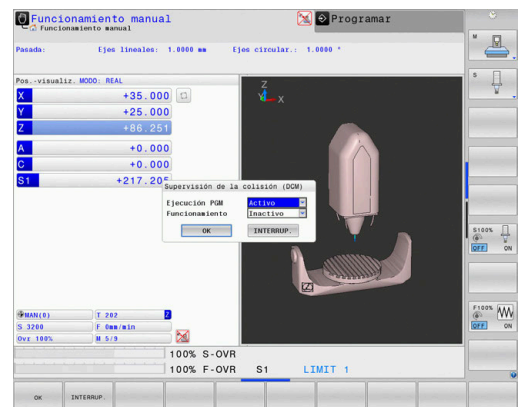 Funcionamiento manual
Funcionamiento manual
Programar
Pasada: Ejes lineales: 1.0000 mm Ejes circular.: 1.0000 °
Pos.-visualiz. MODO: REAL
X +35.000
Y +25.000
Z +86.251
A +0.000
C +0.000
S1 +217.205
Z
Y
X
Supervisión de la colisión (DCM)
Ejecución PGM Activo
Funcionamiento Inactivo
OK INTERRUP.
MAN(0) T 202 Z
S 3200 F 0mm/min
Ovr 100% M 5/9
100% S-OVR
100% F-OVR S1 LIMIT 1
M
S
S100%
OFF ON
F100%
OFF ON
OK INTERRUP.